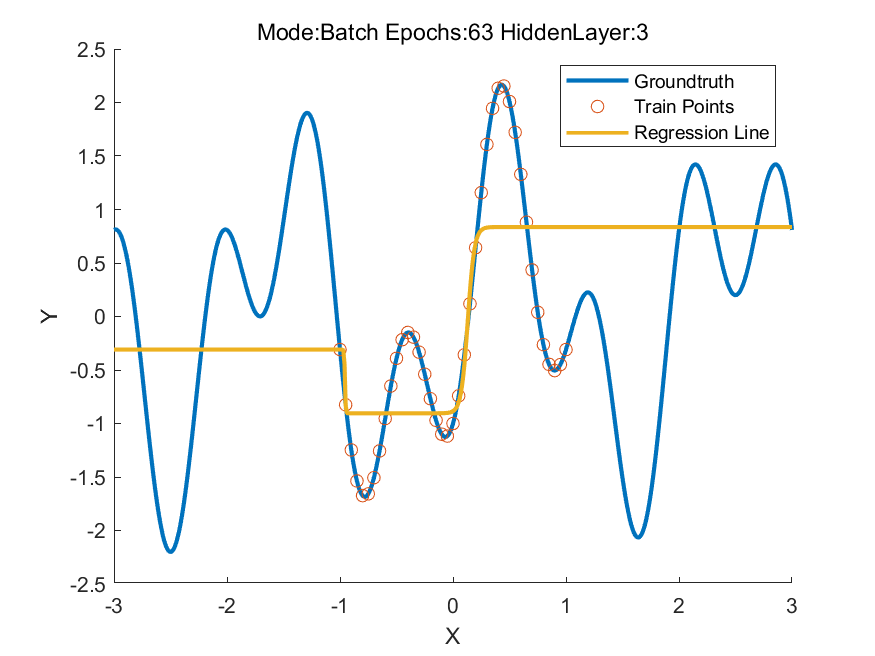 Mode:Batch Epochs:63 HiddenLayer:3
2.5
2
1.5
1
0.5
0
-0.5
-1
-1.5
-2
-2.5
Y
Groundtruth
Train Points
Regression Line
-3 -2 -1 0 1 2 3
X